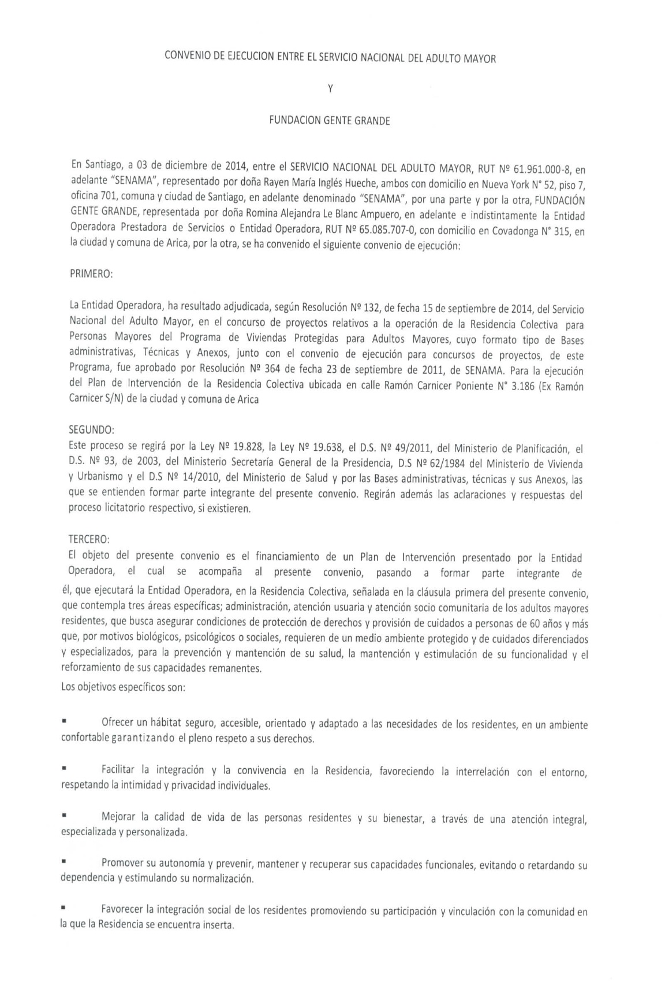 CONVENIO DE EJECUCION ENTRE EL SERVICIO NACIONAL DEL ADULTO MAYOR
Y
FUNDACION GENTE GRANDE
En Santiago, a 03 de diciembre de 2014, entre el SERVICIO NACIONAL DEL ADULTO MAYOR, RUT Nº 61.961.000-8, en
adelante “SENAMA”, representado por doña Rayen María Inglés Hueche, ambos con domicilio en Nueva York N° 52, piso 7,
oficina 701, comuna y ciudad de Santiago, en adelante denominado “SENAMA”, por una parte y por la otra, FUNDACIÓN
GENTE GRANDE, representada por doña Romina Alejandra Le Blanc Ampuero, en adelante e indistintamente la Entidad
Operadora Prestadora de Servicios o Entidad Operadora, RUT Nº 65.085.707-0, con domicilio en Covadonga N° 315, en
la ciudad y comuna de Arica, por la otra, se ha convenido el siguiente convenio de ejecución:
PRIMERO:
La Entidad Operadora, ha resultado adjudicada, según Resolución Nº 132, de fecha 15 de septiembre de 2014, del Servicio
Nacional del Adulto Mayor, en el concurso de proyectos relativos a la operación de la Residencia Colectiva para
Personas Mayores del Programa de Viviendas Protegidas para Adultos Mayores, cuyo formato tipo de Bases
administrativas, Técnicas y Anexos, junto con el convenio de ejecución para concursos de proyectos, de este
Programa, fue aprobado por Resolución Nº 364 de fecha 23 de septiembre de 2011, de SENAMA. Para la ejecución
del Plan de Intervención de la Residencia Colectiva ubicada en calle Ramón Carnicer Poniente N° 3.186 (Ex Ramón
Carnicer S/N) de la ciudad y comuna de Arica
SEGUNDO:
Este proceso se regirá por la Ley Nº 19.828, la Ley Nº 19.638, el D.S. Nº 49/2011, del Ministerio de Planificación, el
D.S. Nº 93, de 2003, del Ministerio Secretaría General de la Presidencia, D.S Nº 62/1984 del Ministerio de Vivienda
y Urbanismo y el D.S Nº 14/2010, del Ministerio de Salud y por las Bases administrativas, técnicas y sus Anexos, las
que se entienden formar parte integrante del presente convenio. Regirán además las aclaraciones y respuestas del
proceso licitatorio respectivo, si existieren.
TERCERO:
El objeto del presente convenio es el financiamiento de un Plan de Intervención presentado por la Entidad
Operadora, el cual se acompaña al presente convenio, pasando a formar parte integrante de
él, que ejecutará la Entidad Operadora, en la Residencia Colectiva, señalada en la cláusula primera del presente convenio,
que contempla tres áreas específicas; administración, atención usuaria y atención socio comunitaria de los adultos mayores
residentes, que busca asegurar condiciones de protección de derechos y provisión de cuidados a personas de 60 años y más
que, por motivos biológicos, psicológicos o sociales, requieren de un medio ambiente protegido y de cuidados diferenciados
y especializados, para la prevención y mantención de su salud, la mantención y estimulación de su funcionalidad y el
reforzamiento de sus capacidades remanentes.
Los objetivos específicos son:
▪ Ofrecer un hábitat seguro, accesible, orientado y adaptado a las necesidades de los residentes, en un ambiente
confortable garantizando el pleno respeto a sus derechos.
▪ Facilitar la integración y la convivencia en la Residencia, favoreciendo la interrelación con el entorno,
respetando la intimidad y privacidad individuales.
▪ Mejorar la calidad de vida de las personas residentes y su bienestar, a través de una atención integral,
especializada y personalizada.
▪ Promover su autonomía y prevenir, mantener y recuperar sus capacidades funcionales, evitando o retardando su
dependencia y estimulando su normalización.
▪ Favorecer la integración social de los residentes promoviendo su participación y vinculación con la comunidad en
la que la Residencia se encuentra inserta.